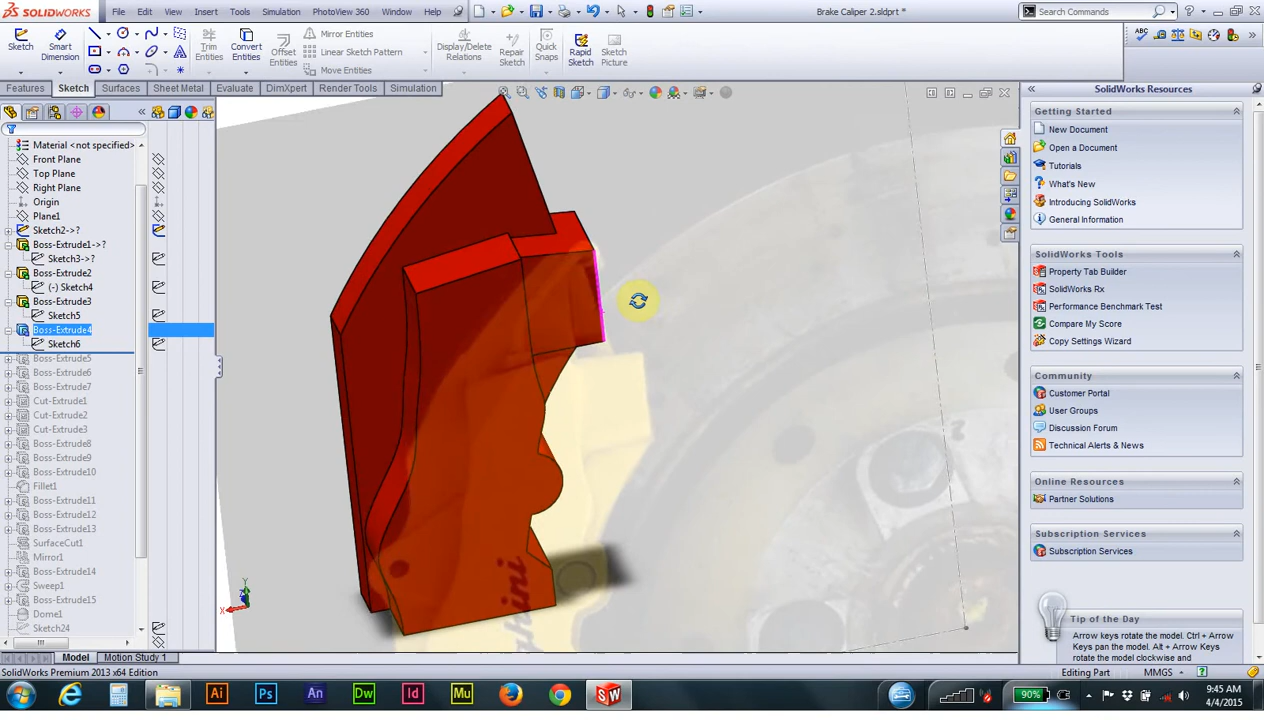 SOLIDWORKS
File Edit View Insert Tools Simulation PhotoView 360 Window Help
Brake Caliper 2.sldprt *
Search Commands
Sketch
Smart Dimension
Trim Entities
Convert Entities
Offset Entities
Mirror Entities
Linear Sketch Pattern
Move Entities
Display/Delete Relations
Repair Sketch
Quick Snaps
Rapid Sketch
Sketch Picture
Features Sketch Surfaces Sheet Metal Evaluate DimXpert Render Tools Simulation
Material <not specified>
Front Plane
Top Plane
Right Plane
Origin
Plane1
Sketch2->?
Boss-Extrude1->?
Sketch3->?
Boss-Extrude2
(-) Sketch4
Boss-Extrude3
Sketch5
Boss-Extrude4
Sketch6
Boss-Extrude5
Boss-Extrude6
Boss-Extrude7
Cut-Extrude1
Cut-Extrude2
Cut-Extrude3
Boss-Extrude8
Boss-Extrude9
Boss-Extrude10
Fillet1
Boss-Extrude11
Boss-Extrude12
Boss-Extrude13
SurfaceCut1
Mirror1
Boss-Extrude14
Sweep1
Boss-Extrude15
Dome1
Sketch24
Y
X
SolidWorks Resources
Getting Started
New Document
Open a Document
Tutorials
What's New
Introducing SolidWorks
General Information
SolidWorks Tools
Property Tab Builder
SolidWorks Rx
Performance Benchmark Test
Compare My Score
Copy Settings Wizard
Community
Customer Portal
User Groups
Discussion Forum
Technical Alerts & News
Online Resources
Partner Solutions
Subscription Services
Subscription Services
Tip of the Day
Arrow keys rotate the model. Ctrl + Arrow
Keys pan the model. Alt + Arrow Keys
rotate the model clockwise and
Model Motion Study 1
SolidWorks Premium 2013 x64 Edition
Editing Part MMGS
Ai Ps An Dw Id Mu SW
90%
9:45 AM
4/4/2015